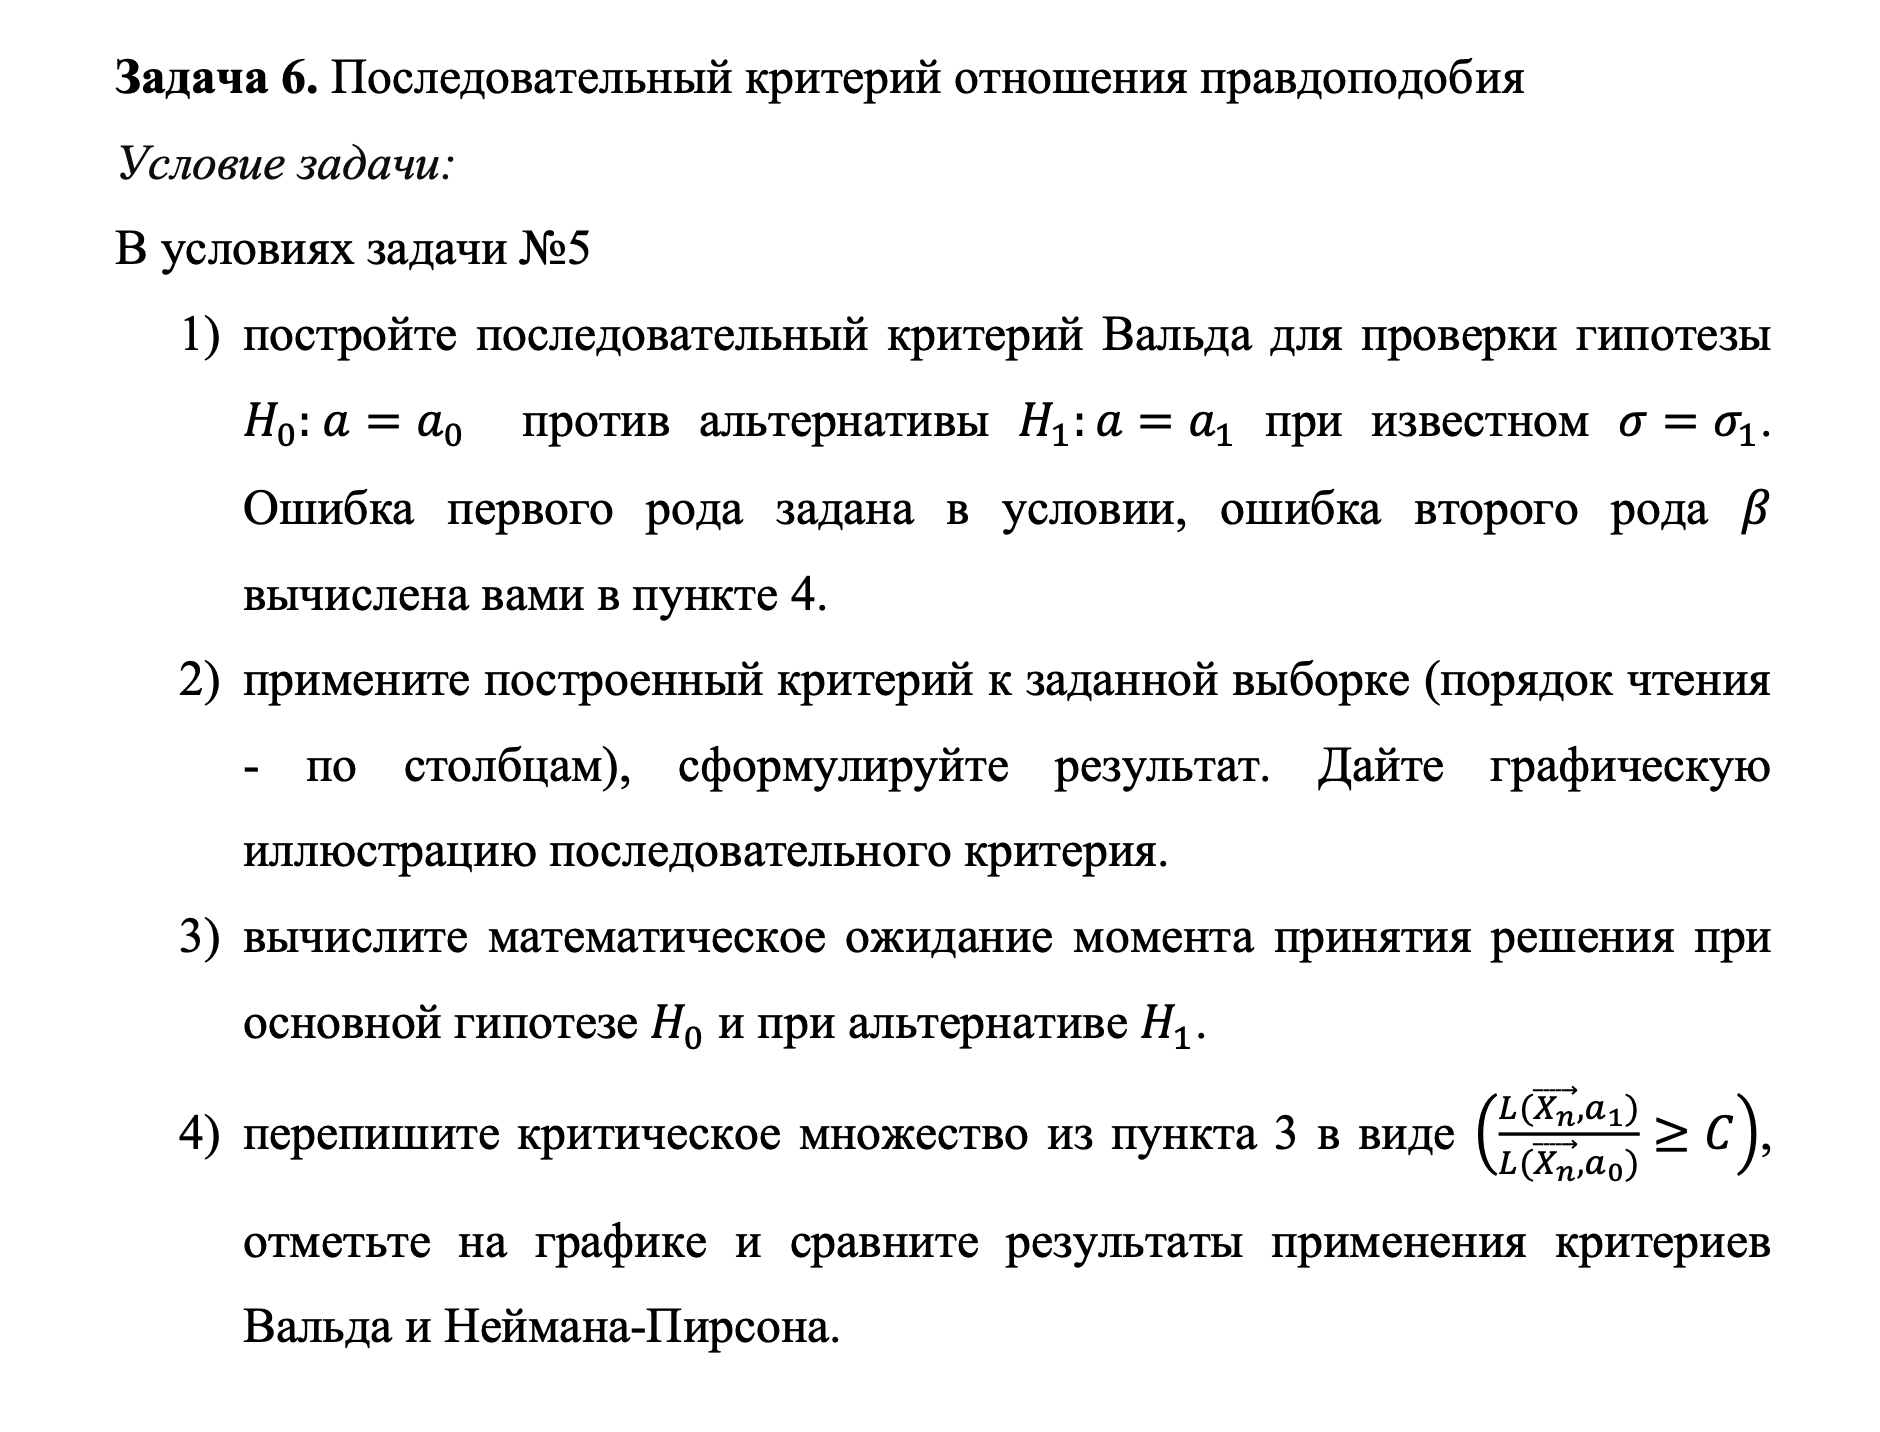 Задача 6. Последовательный критерий отношения правдоподобия
Условие задачи:
В условиях задачи №5
1) постройте последовательный критерий Вальда для проверки гипотезы
H₀: a = a₀ против альтернативы H₁: a = a₁ при известном σ = σ₁.
Ошибка первого рода задана в условии, ошибка второго рода β
вычислена вами в пункте 4.
2) примените построенный критерий к заданной выборке (порядок чтения
- по столбцам), сформулируйте результат. Дайте графическую
иллюстрацию последовательного критерия.
3) вычислите математическое ожидание момента принятия решения при
основной гипотезе H₀ и при альтернативе H₁.
4) перепишите критическое множество из пункта 3 в виде (L(X⃗ₙ,a₁)/L(X⃗ₙ,a₀) ≥ C),
отметьте на графике и сравните результаты применения критериев
Вальда и Неймана-Пирсона.